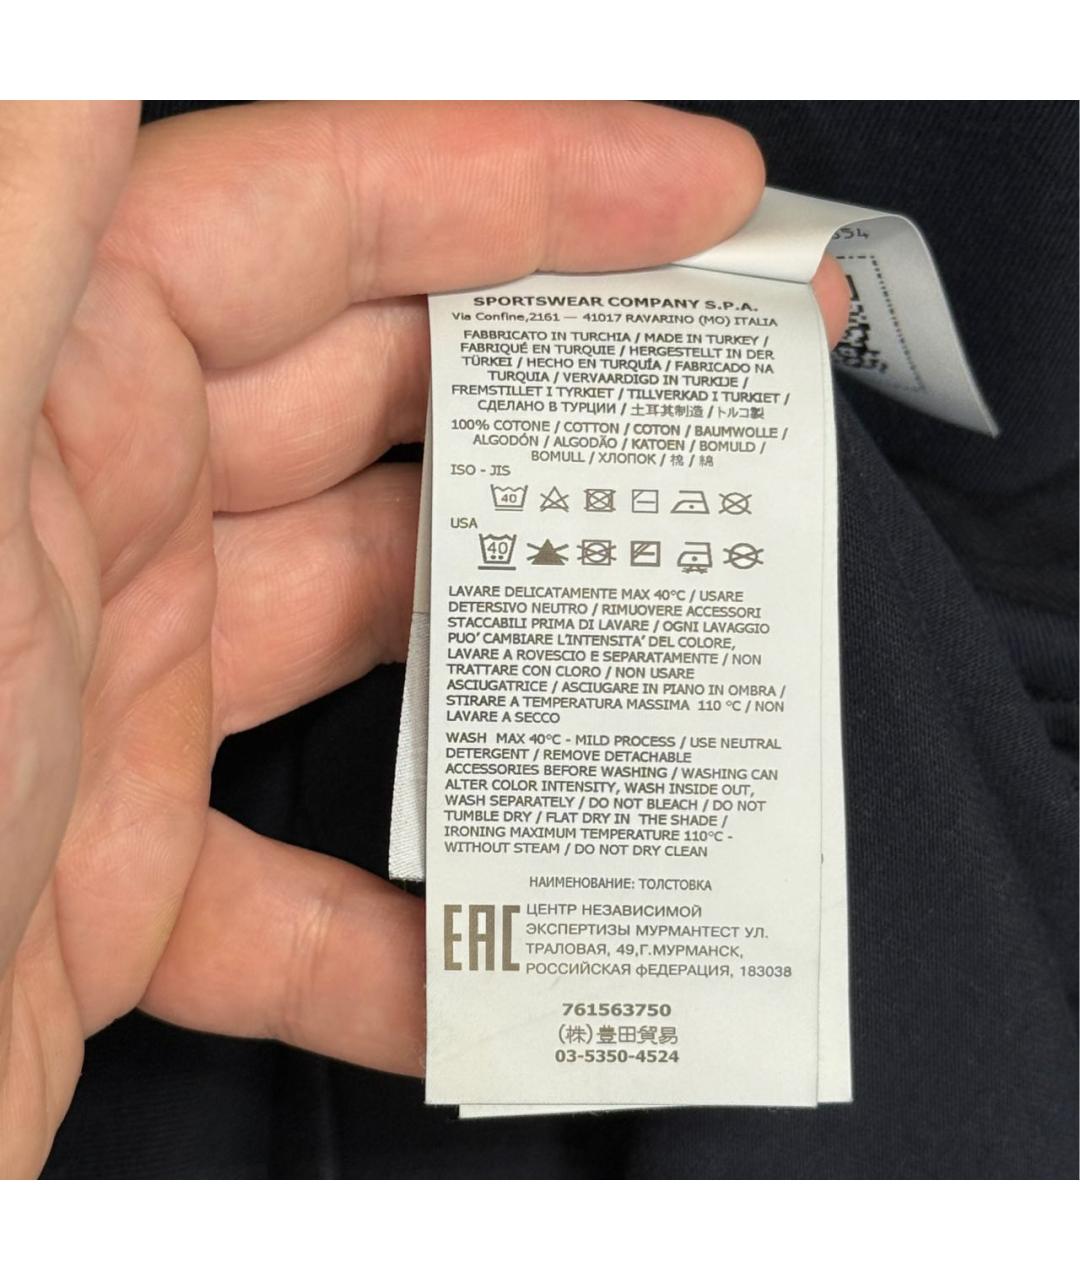 SPORTSWEAR COMPANY S.P.A.
Via Confine,2161 — 41017 RAVARINO (MO) ITALIA
FABBRICATO IN TURCHIA / MADE IN TURKEY /
FABRIQUÉ EN TURQUIE / HERGESTELLT IN DER
TÜRKEI / HECHO EN TURQUÍA / FABRICADO NA
TURQUIA / VERVAARDIGD IN TURKIJE /
FREMSTILLET I TYRKIET / TILLVERKAD I TURKIET /
СДЕЛАНО В ТУРЦИИ / 土耳其制造 / トルコ製
100% COTONE / COTTON / COTON / BAUMWOLLE /
ALGODÓN / ALGODÃO / KATOEN / BOMULD /
BOMULL / ХЛОПОК / 棉 / 綿
ISO - JIS
40
USA
40
LAVARE DELICATAMENTE MAX 40°C / USARE
DETERSIVO NEUTRO / RIMUOVERE ACCESSORI
STACCABILI PRIMA DI LAVARE / OGNI LAVAGGIO
PUO' CAMBIARE L'INTENSITA' DEL COLORE,
LAVARE A ROVESCIO E SEPARATAMENTE / NON
TRATTARE CON CLORO / NON USARE
ASCIUGATRICE / ASCIUGARE IN PIANO IN OMBRA /
STIRARE A TEMPERATURA MASSIMA 110 °C / NON
LAVARE A SECCO
WASH MAX 40°C - MILD PROCESS / USE NEUTRAL
DETERGENT / REMOVE DETACHABLE
ACCESSORIES BEFORE WASHING / WASHING CAN
ALTER COLOR INTENSITY, WASH INSIDE OUT,
WASH SEPARATELY / DO NOT BLEACH / DO NOT
TUMBLE DRY / FLAT DRY IN THE SHADE /
IRONING MAXIMUM TEMPERATURE 110°C -
WITHOUT STEAM / DO NOT DRY CLEAN
НАИМЕНОВАНИЕ: ТОЛСТОВКА
EAC
ЦЕНТР НЕЗАВИСИМОЙ
ЭКСПЕРТИЗЫ МУРМАНТЕСТ УЛ.
ТРАЛОВАЯ, 49,Г.МУРМАНСК,
РОССИЙСКАЯ ФЕДЕРАЦИЯ, 183038
761563750
(株)豊田貿易
03-5350-4524